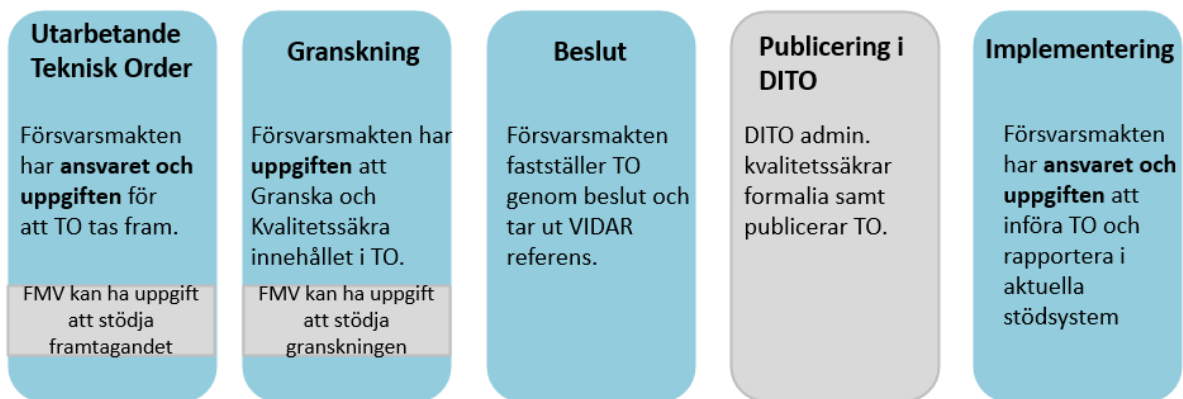 Utarbetande
Teknisk Order
Försvarsmakten
har ansvaret och
uppgiften för
att TO tas fram.
FMV kan ha uppgift
att stödja
framtagandet
Granskning
Försvarsmakten har
uppgiften att
Granska och
Kvalitetssäkra
innehållet i TO.
FMV kan ha uppgift
att stödja
granskningen
Beslut
Försvarsmakten
fastställer TO
genom beslut och
tar ut VIDAR
referens.
Publicering i
DITO
DITO admin.
kvalitetssäkrar
formalia samt
publicerar TO.
Implementering
Försvarsmakten
har ansvaret och
uppgiften att
införa TO och
rapportera i
aktuella
stödsystem